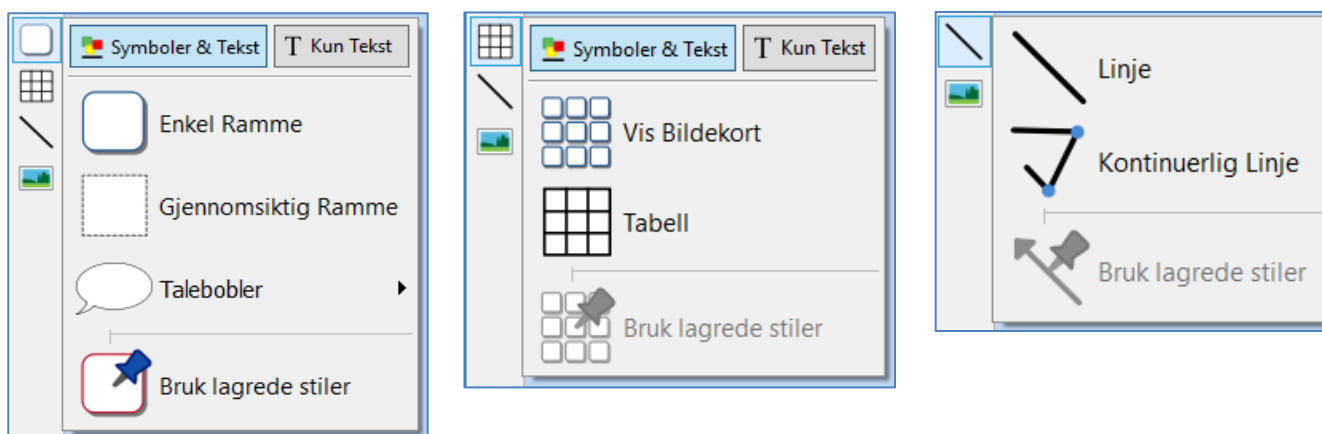 Symboler & Tekst
T Kun Tekst
Enkel Ramme
Gjennomsiktig Ramme
Talebobler
Bruk lagrede stiler
Symboler & Tekst
T Kun Tekst
Vis Bildekort
Tabell
Bruk lagrede stiler
Linje
Kontinuerlig Linje
Bruk lagrede stiler